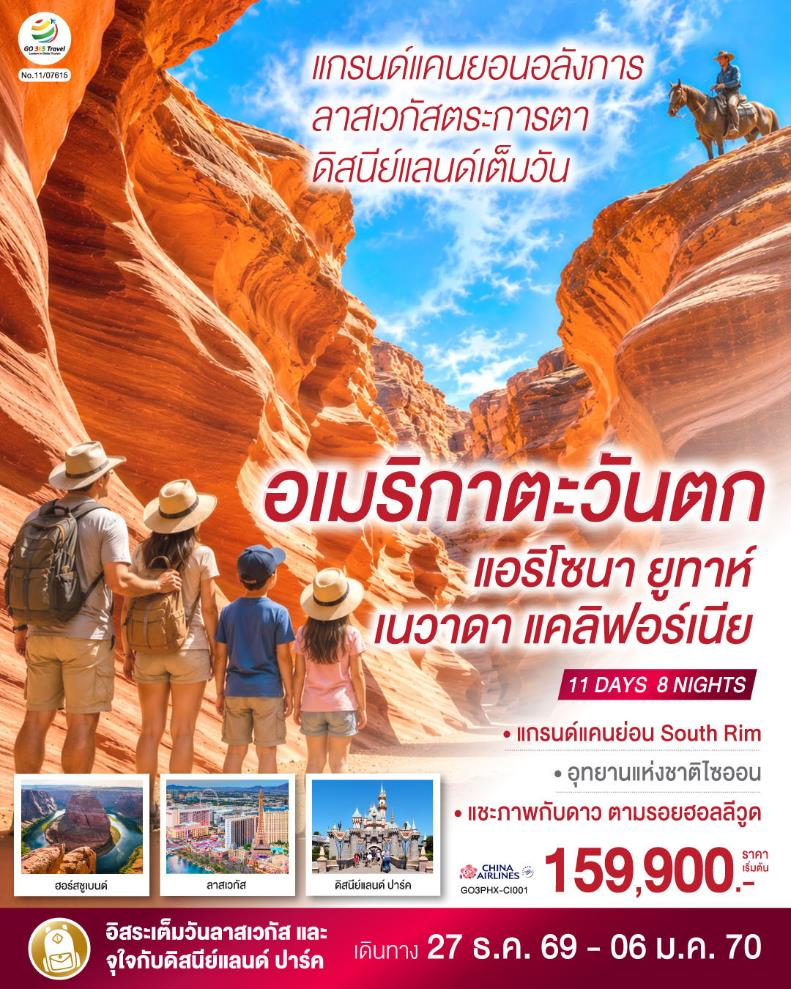 GO 365 Travel
Leaders in Global Tourism
No.11/07615
แกรนด์แคนยอนอลังการ
ลาสเวกัสตระการตา
ดิสนีย์แลนด์เต็มวัน
อเมริกาตะวันตก
แอริโซนา ยูทาห์
เนวาดา แคลิฟอร์เนีย
11 DAYS 8 NIGHTS
• แกรนด์แคนย่อน South Rim
• อุทยานแห่งชาติไซออน
• แชะภาพกับดาว ตามรอยฮอลลีวูด
ฮอร์สชูเบนด์
ลาสเวกัส
ดิสนีย์แลนด์ ปาร์ค
CHINA AIRLINES
GO3PHX-CI001
159,900.-
ราคา
เริ่มต้น
อิสระเต็มวันลาสเวกัส และ
จุใจกับดิสนีย์แลนด์ ปาร์ค
เดินทาง 27 ธ.ค. 69 - 06 ม.ค. 70